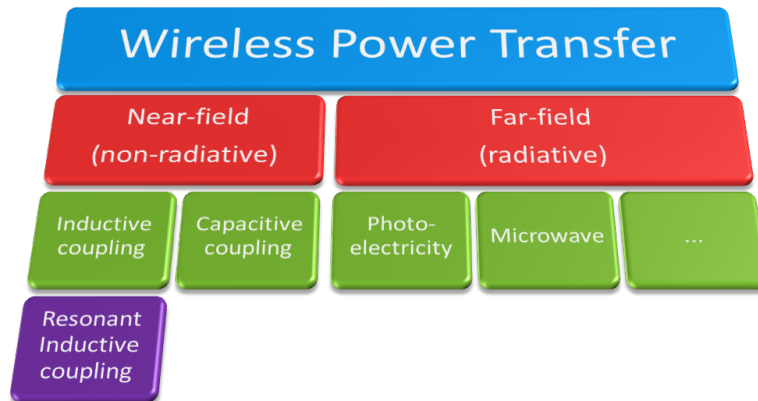 Wireless Power Transfer
Near-field
(non-radiative)
Far-field
(radiative)
Inductive
coupling
Capacitive
coupling
Photo-
electricity
Microwave
...
Resonant
Inductive
coupling